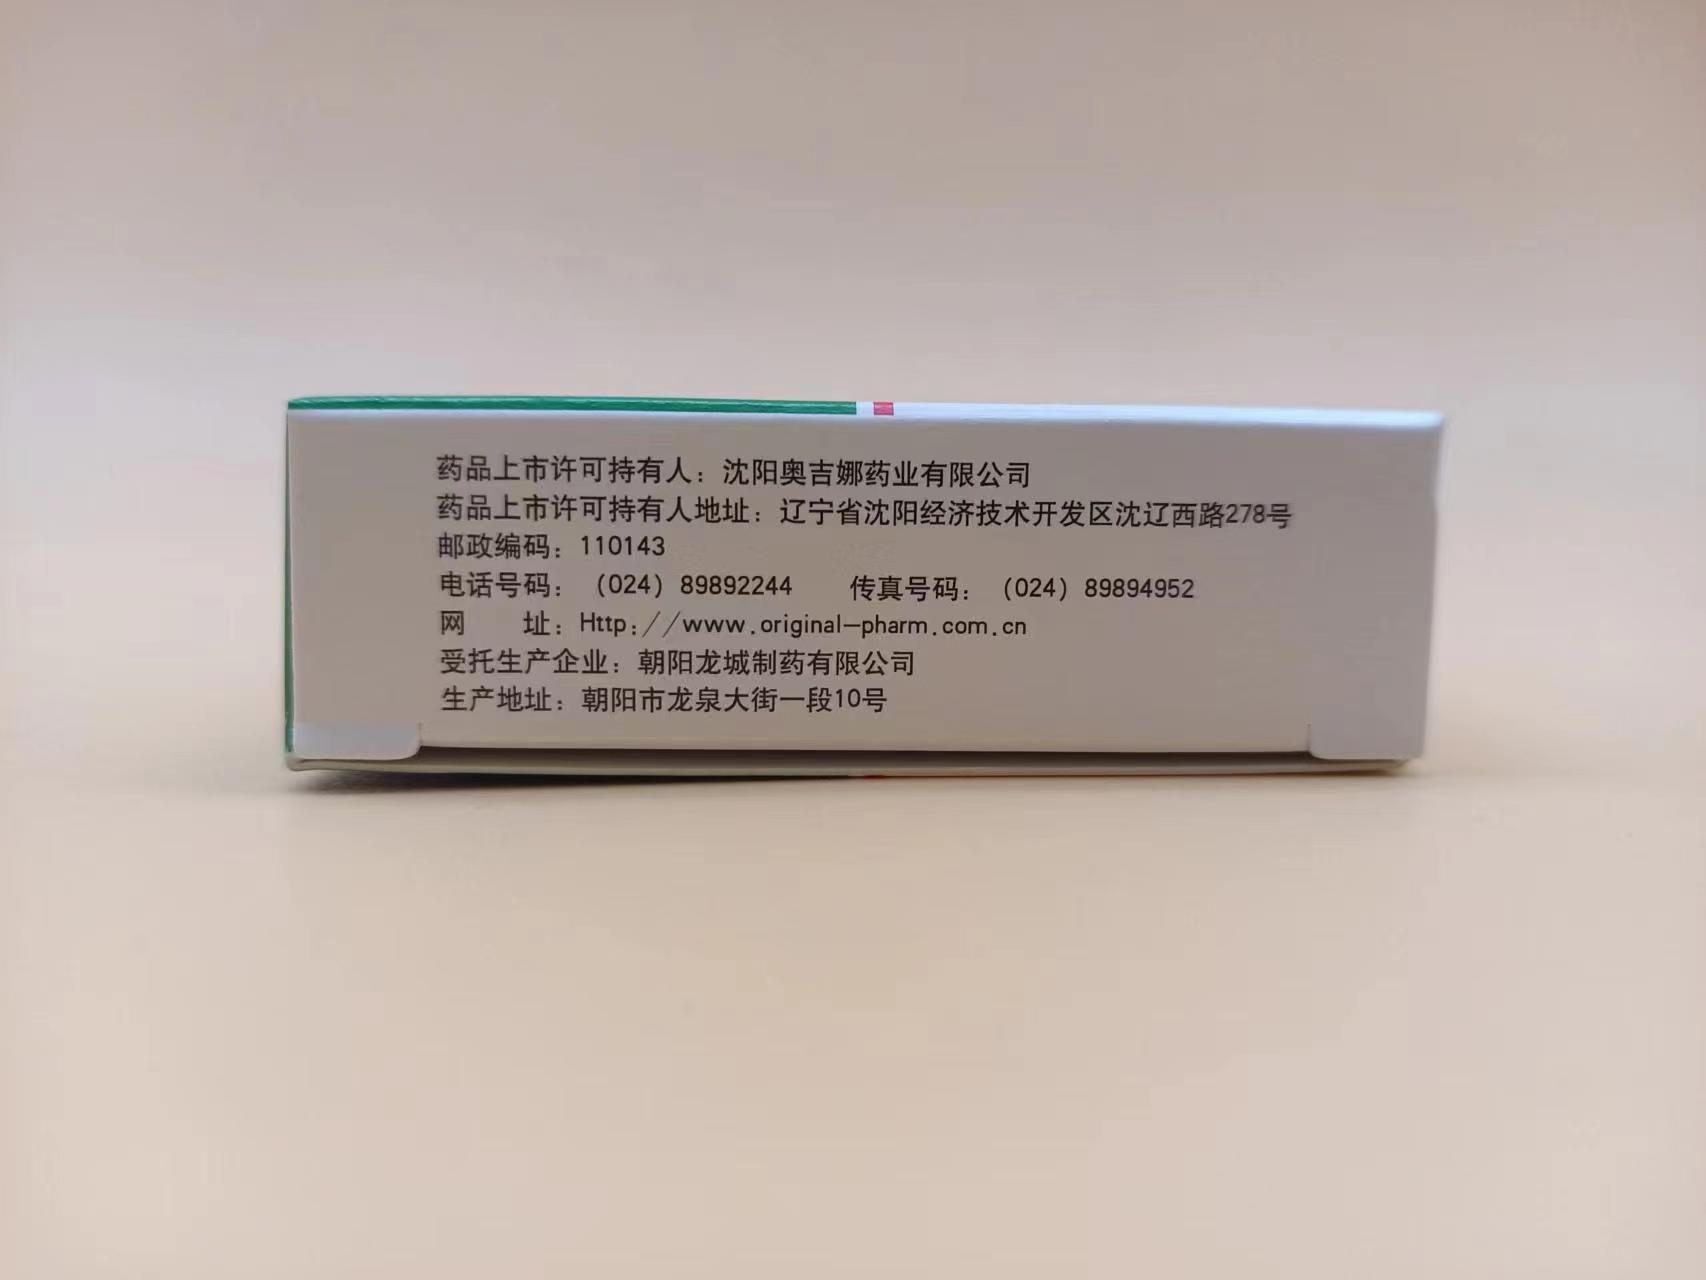 药品上市许可持有人：沈阳奥吉娜药业有限公司
药品上市许可持有人地址：辽宁省沈阳经济技术开发区沈辽西路278号
邮政编码：110143
电话号码：（024）89892244　传真号码：（024）89894952
网　　址：Http://www.original-pharm.com.cn
受托生产企业：朝阳龙城制药有限公司
生产地址：朝阳市龙泉大街一段10号